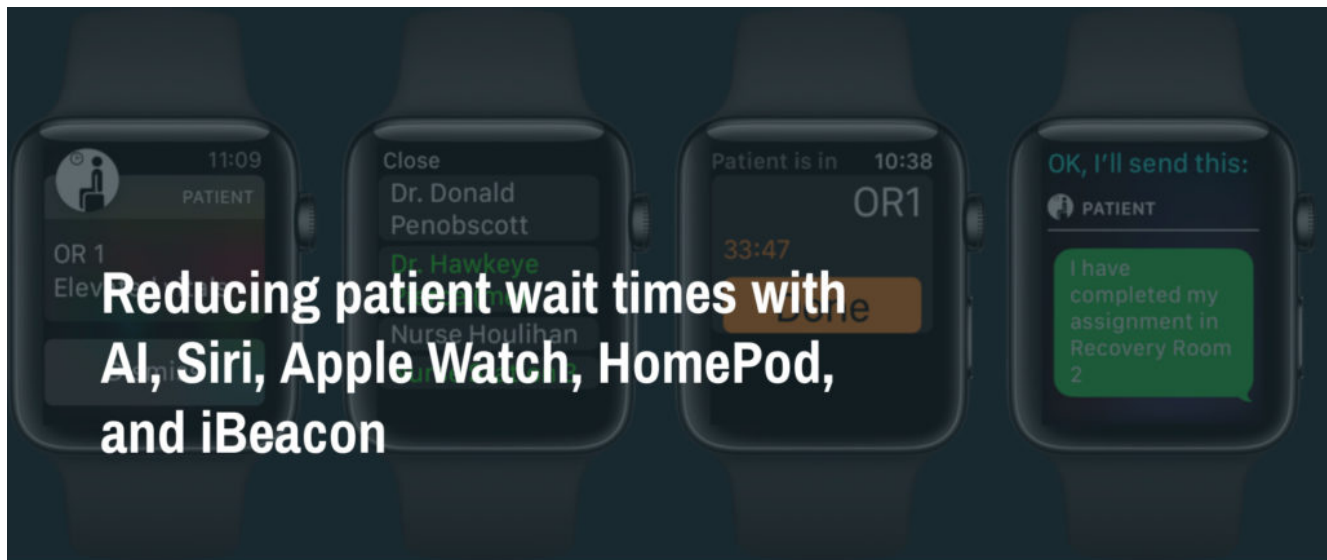 11:09
PATIENT
OR 1
Close
Dr. Donald
Penobscott
Dr. Hawkeye
Nurse Houlihan
Patient is in 10:38
OR1
33:47
Done
OK, I'll send this:
PATIENT
I have
completed my
assignment in
Recovery Room
2
Reducing patient wait times with
AI, Siri, Apple Watch, HomePod,
and iBeacon